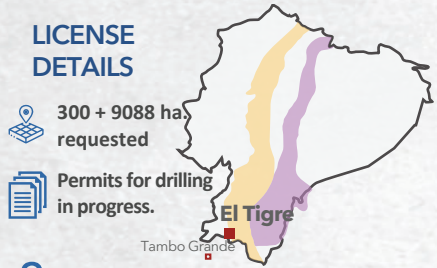 LICENSE
DETAILS
300 + 9088 ha.
requested
Permits for drilling
in progress.
El Tigre
Tambo Grande